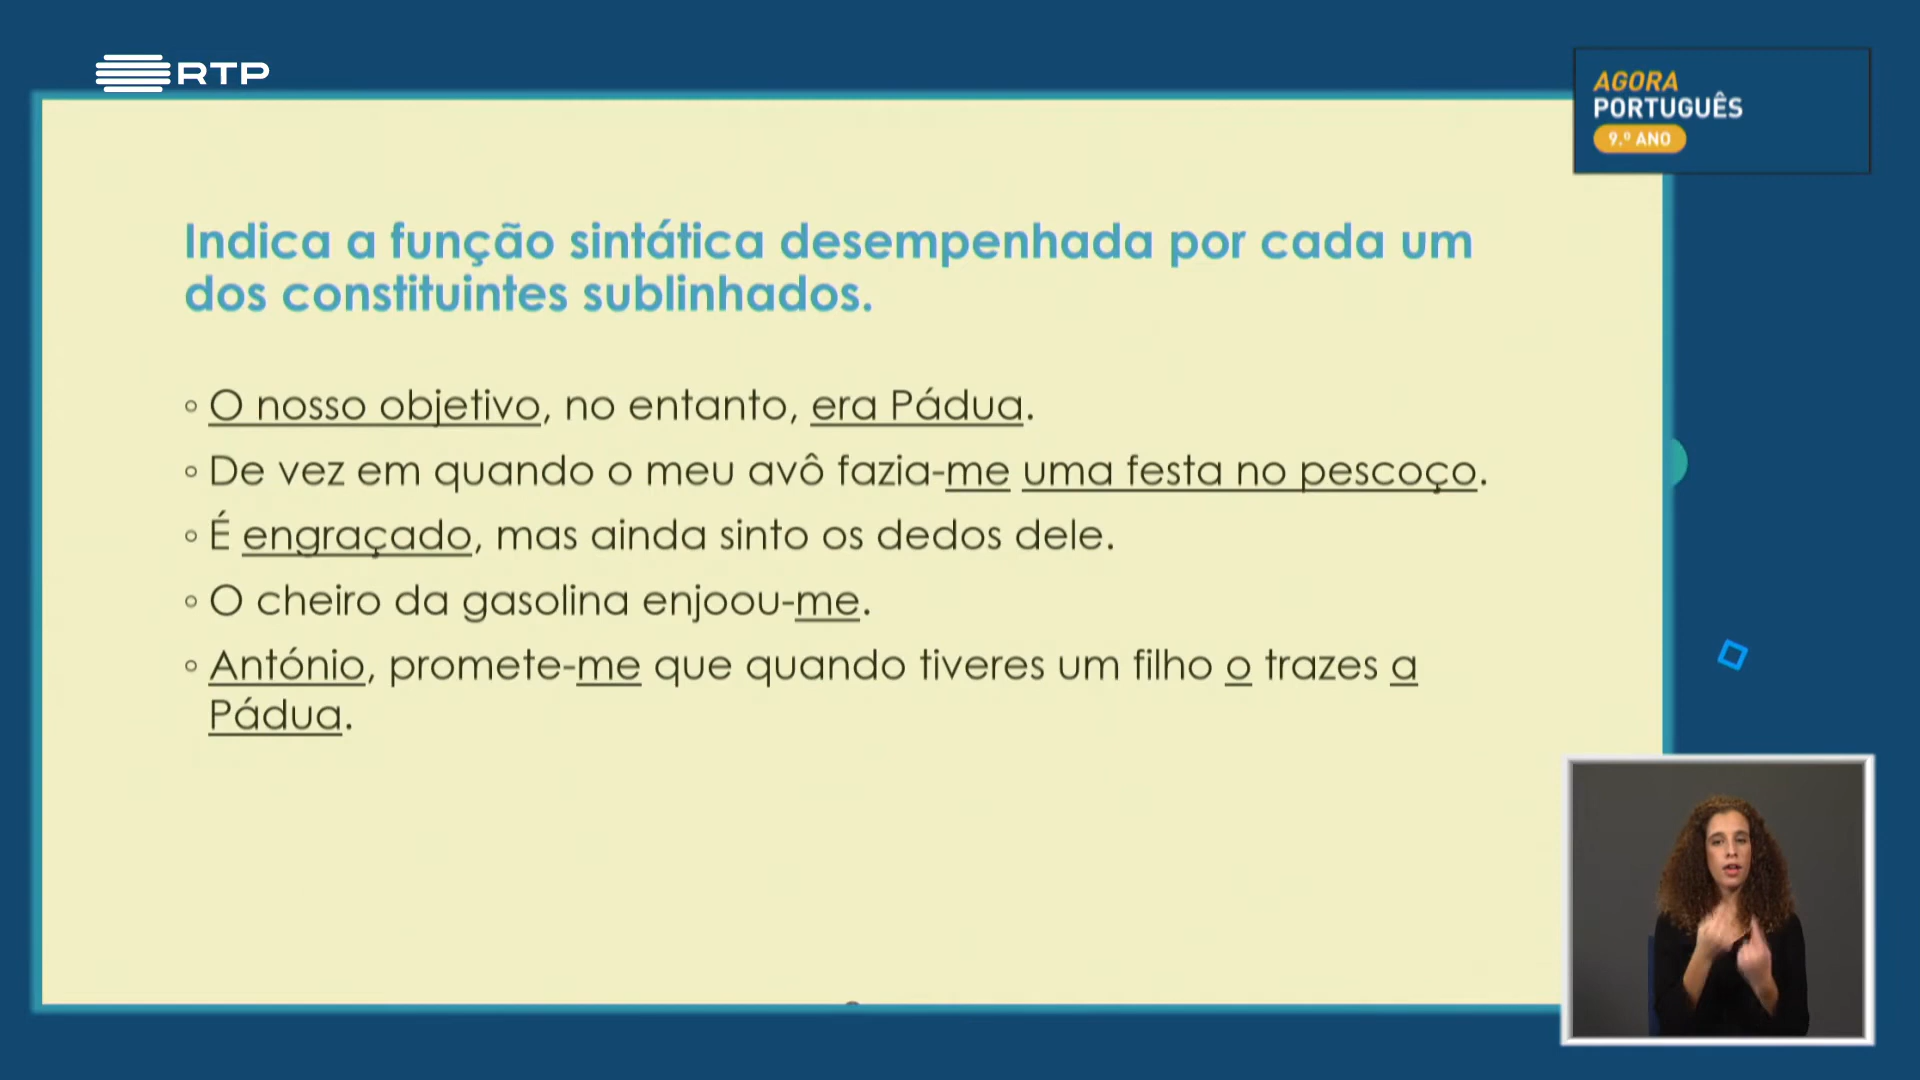 RTP
AGORA
PORTUGUÊS
9.º ANO
Indica a função sintática desempenhada por cada um
dos constituintes sublinhados.
◦ O nosso objetivo, no entanto, era Pádua.
◦ De vez em quando o meu avô fazia-me uma festa no pescoço.
◦ É engraçado, mas ainda sinto os dedos dele.
◦ O cheiro da gasolina enjoou-me.
◦ António, promete-me que quando tiveres um filho o trazes a
Pádua.